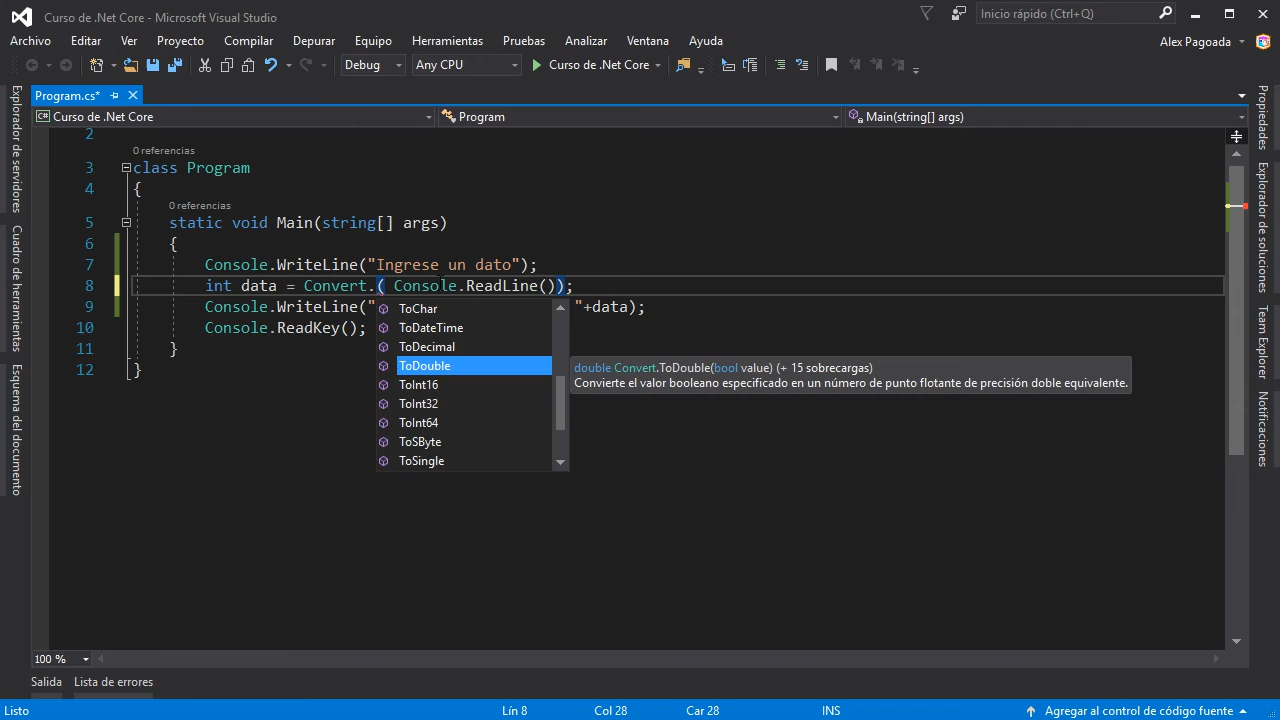 Curso de .Net Core - Microsoft Visual Studio
Inicio rápido (Ctrl+Q)
Archivo Editar Ver Proyecto Compilar Depurar Equipo Herramientas Pruebas Analizar Ventana Ayuda
Alex Pagoada
Debug Any CPU Curso de .Net Core
Program.cs*
C# Curso de .Net Core Program Main(string[] args)
2
0 referencias
3 class Program
4 {
0 referencias
5 static void Main(string[] args)
6 {
7 Console.WriteLine("Ingrese un dato");
8 int data = Convert.( Console.ReadLine());
9 Console.WriteLine(" "+data);
10 Console.ReadKey();
11 }
12 }
ToChar
ToDateTime
ToDecimal
ToDouble
ToInt16
ToInt32
ToInt64
ToSByte
ToSingle
double Convert.ToDouble(bool value) (+ 15 sobrecargas)
Convierte el valor booleano especificado en un número de punto flotante de precisión doble equivalente.
Explorador de servidores
Cuadro de herramientas
Esquema del documento
Propiedades
Explorador de soluciones
Team Explorer
Notificaciones
100 %
Salida Lista de errores
Listo Lín 8 Col 28 Car 28 INS Agregar al control de código fuente